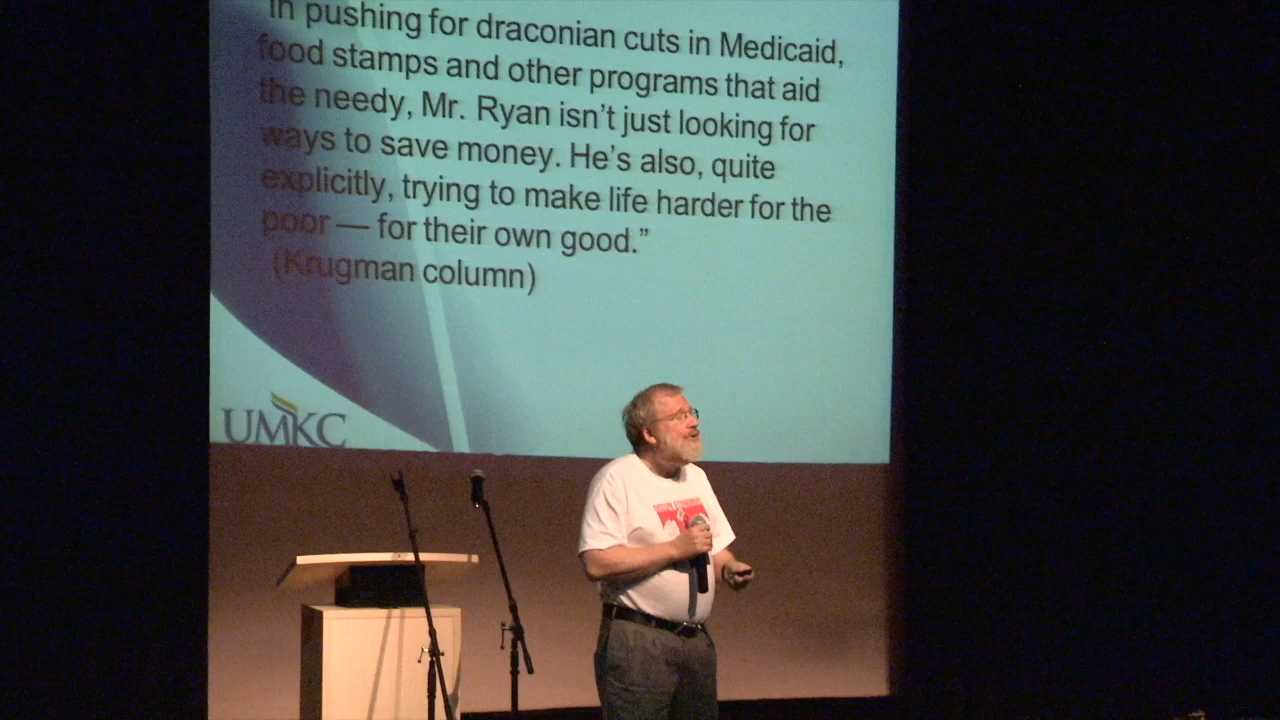 "In pushing for draconian cuts in Medicaid,
food stamps and other programs that aid
the needy, Mr. Ryan isn't just looking for
ways to save money. He's also, quite
explicitly, trying to make life harder for the
poor — for their own good."
(Krugman column)
UMKC